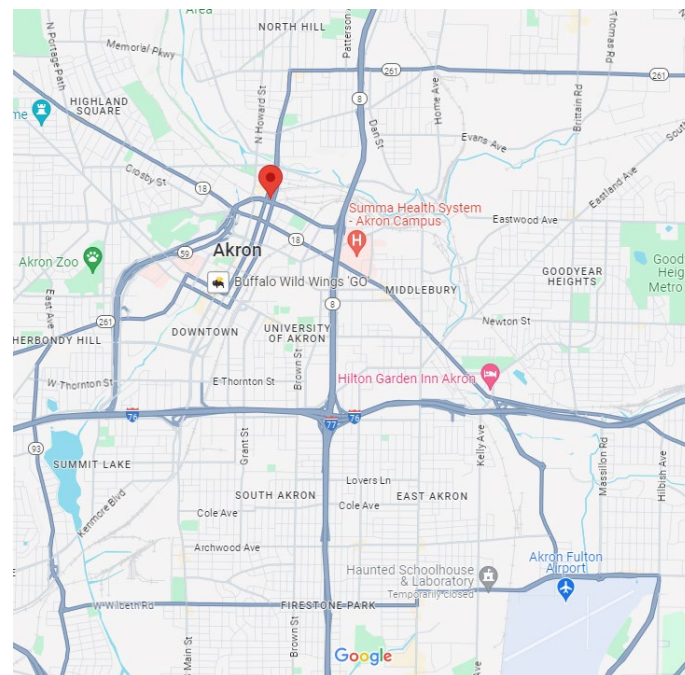 Area
NORTH HILL
N Portage Path
Memorial Pkwy
Patterson
Thomas Rd
261
261
8
HIGHLAND
SQUARE
N Howard St
Dan St
Home Ave
Brittain Rd
me
Evans Ave
South
Crosby St
18
Eastland Ave
Summa Health System
- Akron Campus
Eastwood Ave
H
18
Akron
59
Akron Zoo
Good
He
Metro
GOODYEAR
HEIGHTS
Buffalo Wild Wings 'GO'
MIDDLEBURY
East Ave
8
261
Newton St
HERBONDY HILL
DOWNTOWN
UNIVERSITY
OF AKRON
Brown St
W Thornton St
E Thornton St
Hilton Garden Inn Akron
76
77
76
93
Grant St
Kelly Ave
Massillon Rd
Hilbish Ave
SUMMIT LAKE
Lovers Ln
SOUTH AKRON
EAST AKRON
Kenmore Blvd
Cole Ave
Cole Ave
Archwood Ave
Akron Fulton
Airport
Haunted Schoolhouse
& Laboratory
Temporarily closed
W Wilbeth Rd
FIRESTONE PARK
S Main St
Brown St
Google